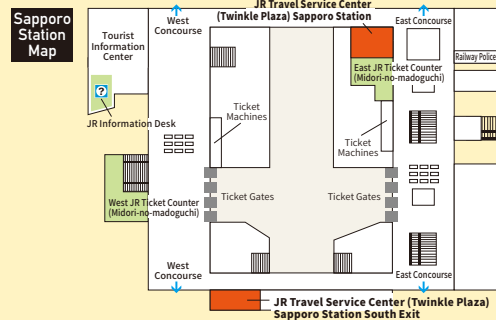 Sapporo
Station
Map
Tourist
Information
Center
?
JR Information Desk
West
Concourse
JR Travel Service Center
(Twinkle Plaza) Sapporo Station
East Concourse
Railway Police
East JR Ticket Counter
(Midori-no-madoguchi)
Ticket
Machines
Ticket
Machines
Ticket Gates
Ticket Gates
West JR Ticket Counter
(Midori-no-madoguchi)
West
Concourse
East Concourse
JR Travel Service Center (Twinkle Plaza)
Sapporo Station South Exit